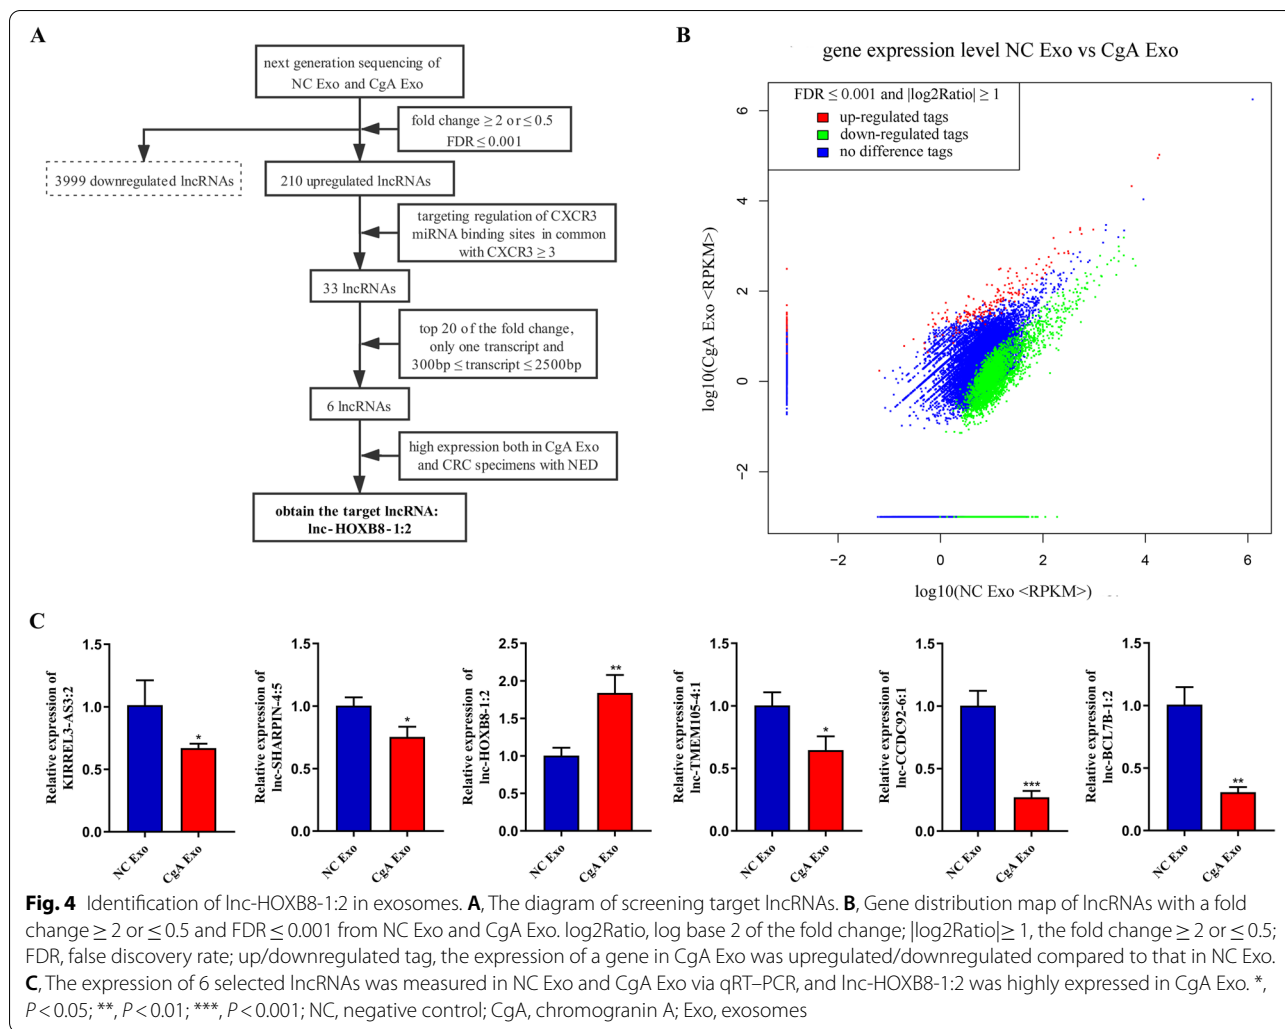 A
next generation sequencing of
NC Exo and CgA Exo
fold change ≥ 2 or ≤ 0.5
FDR ≤ 0.001
3999 downregulated lncRNAs
210 upregulated lncRNAs
targeting regulation of CXCR3
miRNA binding sites in common
with CXCR3 ≥ 3
33 lncRNAs
top 20 of the fold change,
only one transcript and
300bp ≤ transcript ≤ 2500bp
6 lncRNAs
high expression both in CgA Exo
and CRC specimens with NED
obtain the target lncRNA:
lnc-HOXB8-1:2
B
gene expression level NC Exo vs CgA Exo
FDR ≤ 0.001 and |log2Ratio| ≥ 1
up-regulated tags
down-regulated tags
no difference tags
log10(CgA Exo <RPKM>)
6
4
2
0
−2
−2 0 2 4 6
log10(NC Exo <RPKM>)
C
Relative expression of
KIRREL3-AS3:2
1.5
1.0
0.5
0.0
*
NC Exo
CgA Exo
Relative expression of
lnc-SHARPIN-4:5
1.5
1.0
0.5
0.0
*
NC Exo
CgA Exo
Relative expression of
lnc-HOXB8-1:2
2.5
2.0
1.5
1.0
0.5
0.0
**
NC Exo
CgA Exo
Relative expression of
lnc-TMEM105-4:1
1.5
1.0
0.5
0.0
*
NC Exo
CgA Exo
Relative expression of
lnc-CCDC92-6:1
1.5
1.0
0.5
0.0
***
NC Exo
CgA Exo
Relative expression of
lnc-BCL7B-1:2
1.5
1.0
0.5
0.0
**
NC Exo
CgA Exo
Fig. 4 Identification of lnc-HOXB8-1:2 in exosomes. A, The diagram of screening target lncRNAs. B, Gene distribution map of lncRNAs with a fold
change ≥ 2 or ≤ 0.5 and FDR ≤ 0.001 from NC Exo and CgA Exo. log2Ratio, log base 2 of the fold change; |log2Ratio| ≥ 1, the fold change ≥ 2 or ≤ 0.5;
FDR, false discovery rate; up/downregulated tag, the expression of a gene in CgA Exo was upregulated/downregulated compared to that in NC Exo.
C, The expression of 6 selected lncRNAs was measured in NC Exo and CgA Exo via qRT–PCR, and lnc-HOXB8-1:2 was highly expressed in CgA Exo. *,
P < 0.05; **, P < 0.01; ***, P < 0.001; NC, negative control; CgA, chromogranin A; Exo, exosomes